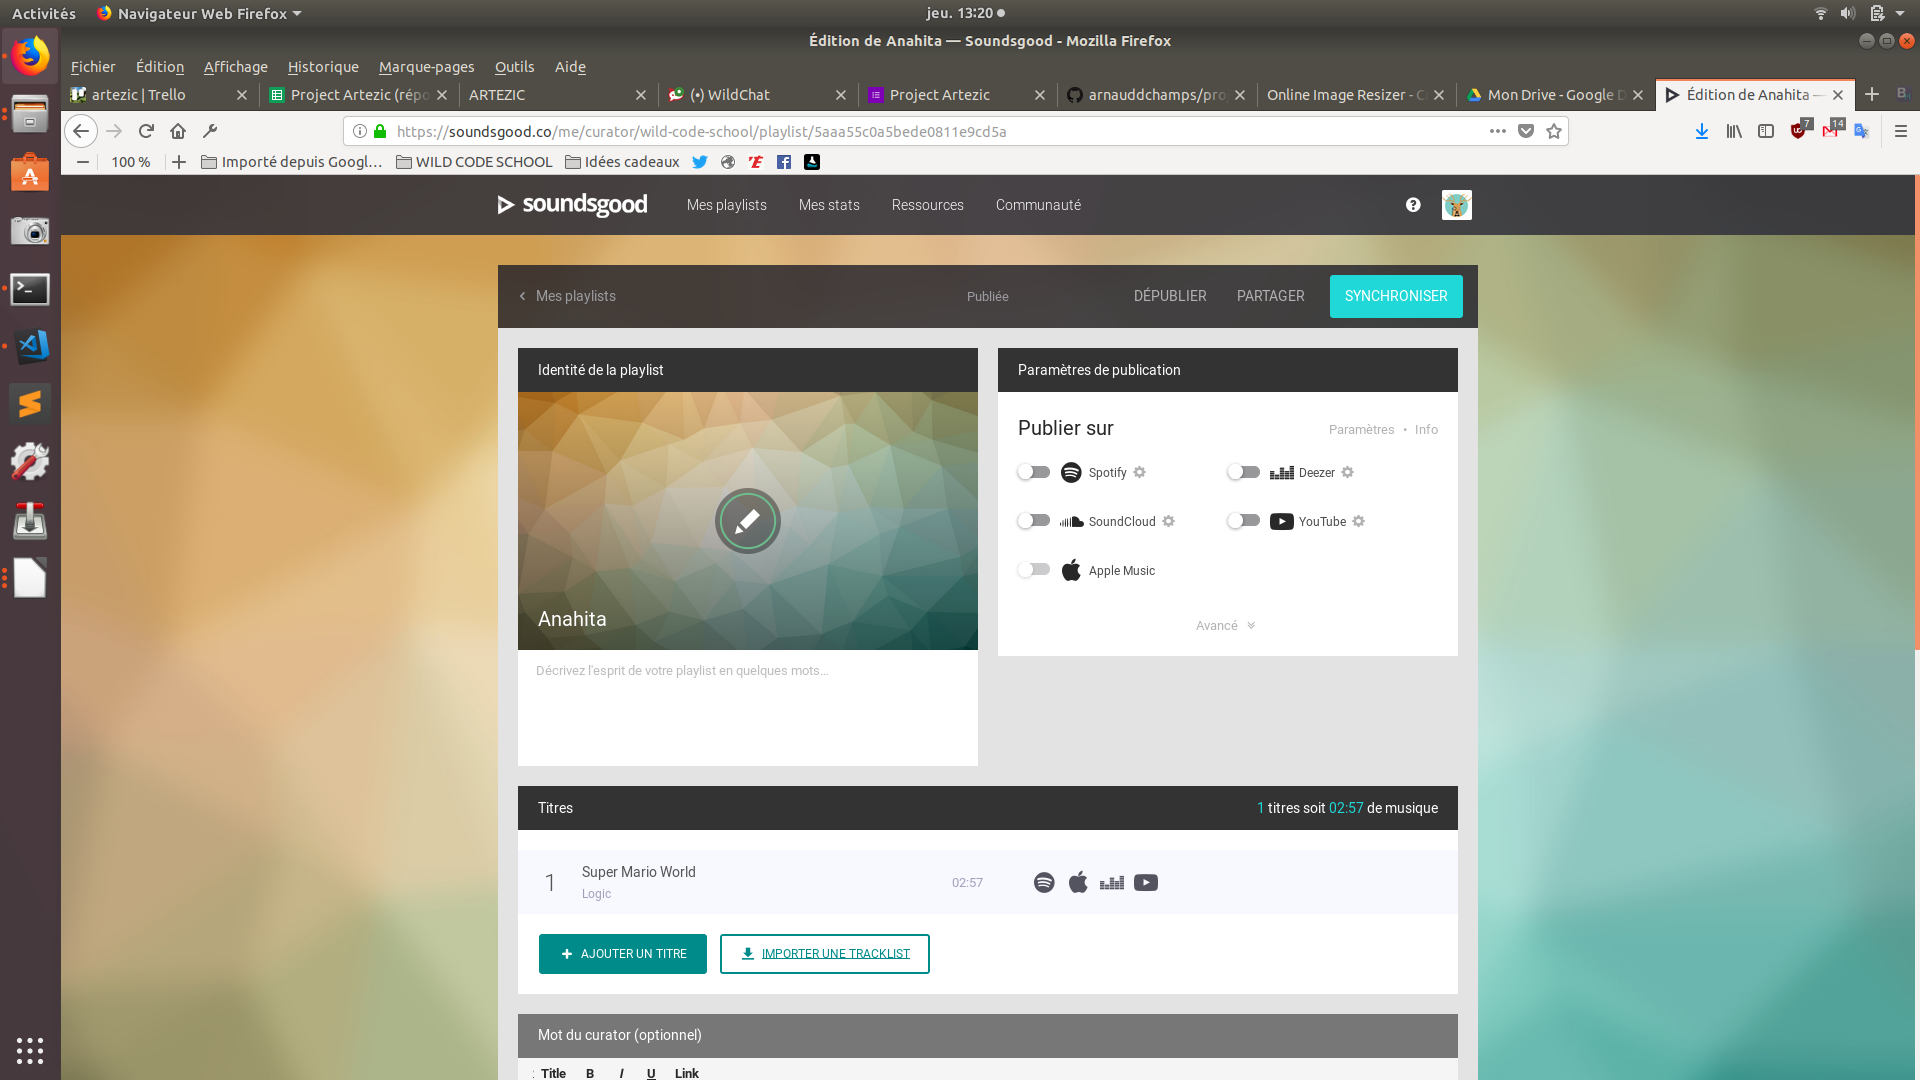 Activités
Navigateur Web Firefox
jeu. 13:20
Édition de Anahita — Soundsgood - Mozilla Firefox
Fichier Édition Affichage Historique Marque-pages Outils Aide
artezic | Trello
Project Artezic (répo
ARTEZIC
(•) WildChat
Project Artezic
arnauddchamps/pro
Online Image Resizer - C
Mon Drive - Google D
Édition de Anahita —
https://soundsgood.co/me/curator/wild-code-school/playlist/5aaa55c0a5bede0811e9cd5a
7
14
100 %
Importé depuis Googl…
WILD CODE SCHOOL
Idées cadeaux
soundsgood
Mes playlists
Mes stats
Ressources
Communauté
Mes playlists
Publiée
DÉPUBLIER
PARTAGER
SYNCHRONISER
Identité de la playlist
Anahita
Décrivez l'esprit de votre playlist en quelques mots...
Paramètres de publication
Publier sur
Paramètres • Info
Spotify
Deezer
SoundCloud
YouTube
Apple Music
Avancé
Titres
1 titres soit 02:57 de musique
1
Super Mario World
Logic
02:57
+ AJOUTER UN TITRE
IMPORTER UNE TRACKLIST
Mot du curator (optionnel)
Title B I U Link